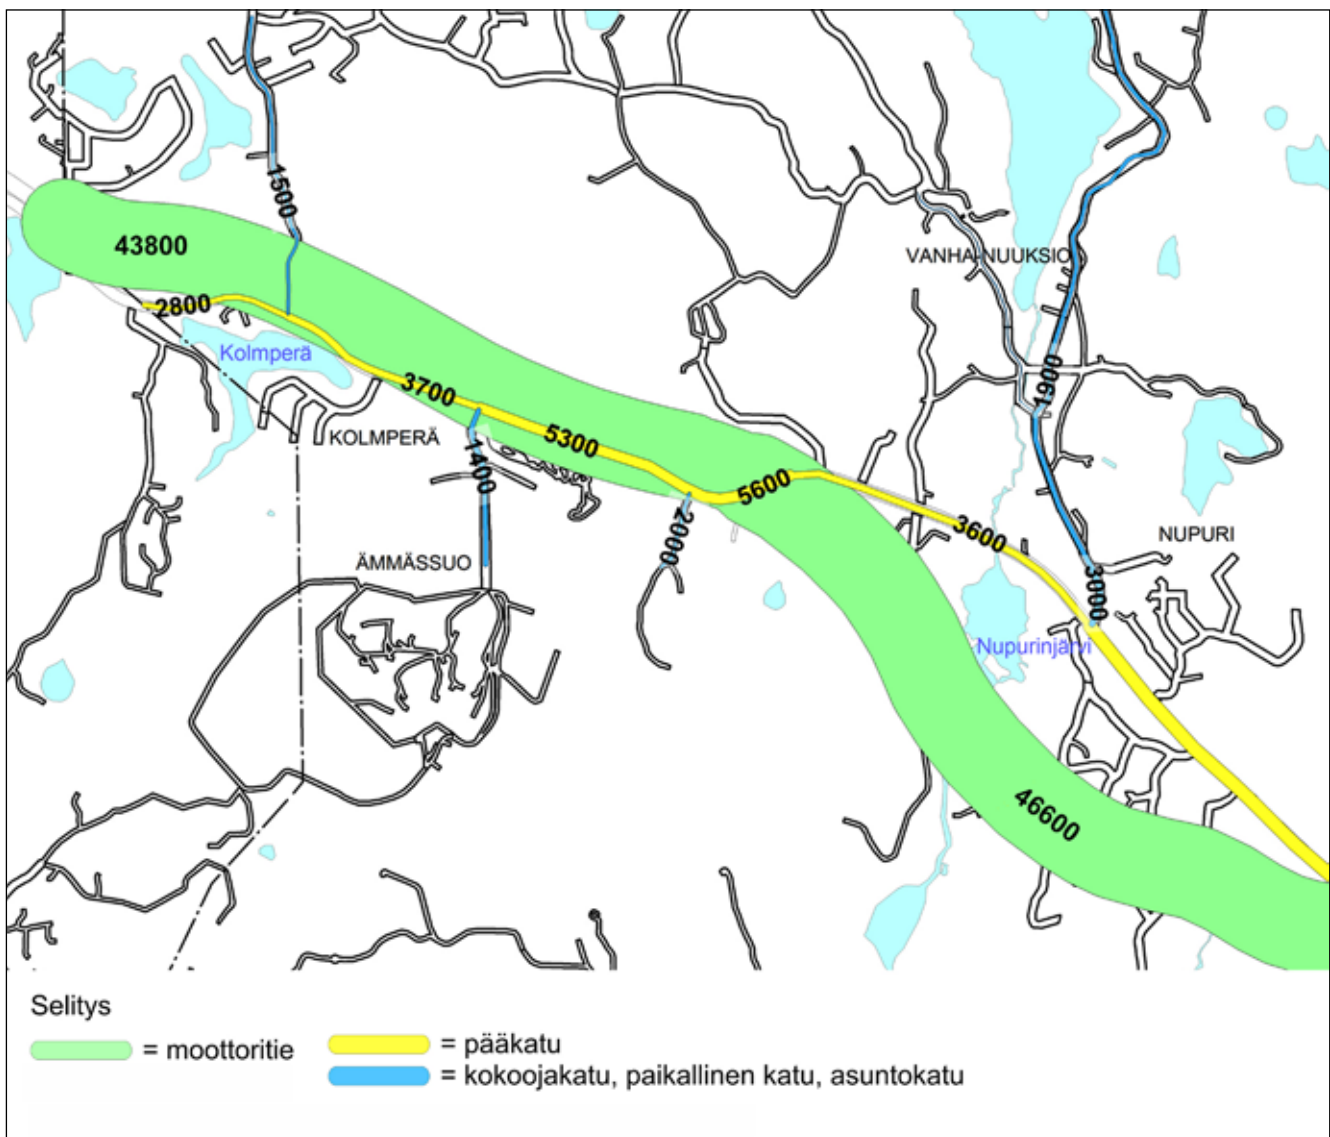 1500
43800
VANHA-NUUKSIO
2800
Kolmperä
3700
1900
KOLMPERÄ
5300
1400
5600
2000
3600
NUPURI
ÄMMÄSSUO
3000
Nupurinjärvi
46600
Selitys
= moottoritie
= pääkatu
= kokoojakatu, paikallinen katu, asuntokatu